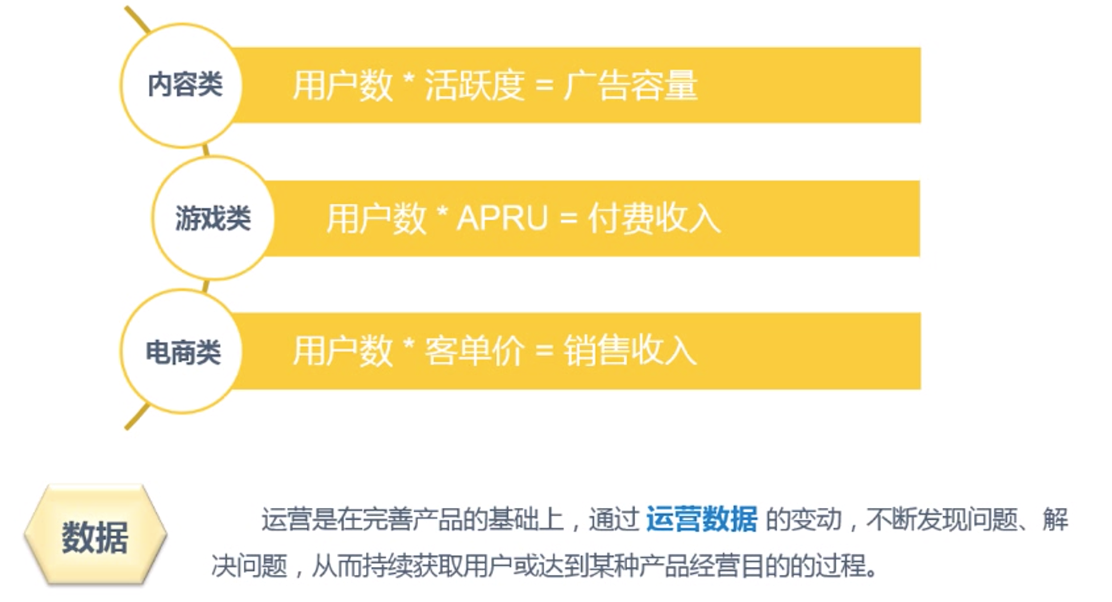 内容类
用户数 * 活跃度 = 广告容量
游戏类
用户数 * APRU = 付费收入
电商类
用户数 * 客单价 = 销售收入
数据
运营是在完善产品的基础上，通过 运营数据 的变动，不断发现问题、解
决问题，从而持续获取用户或达到某种产品经营目的的过程。